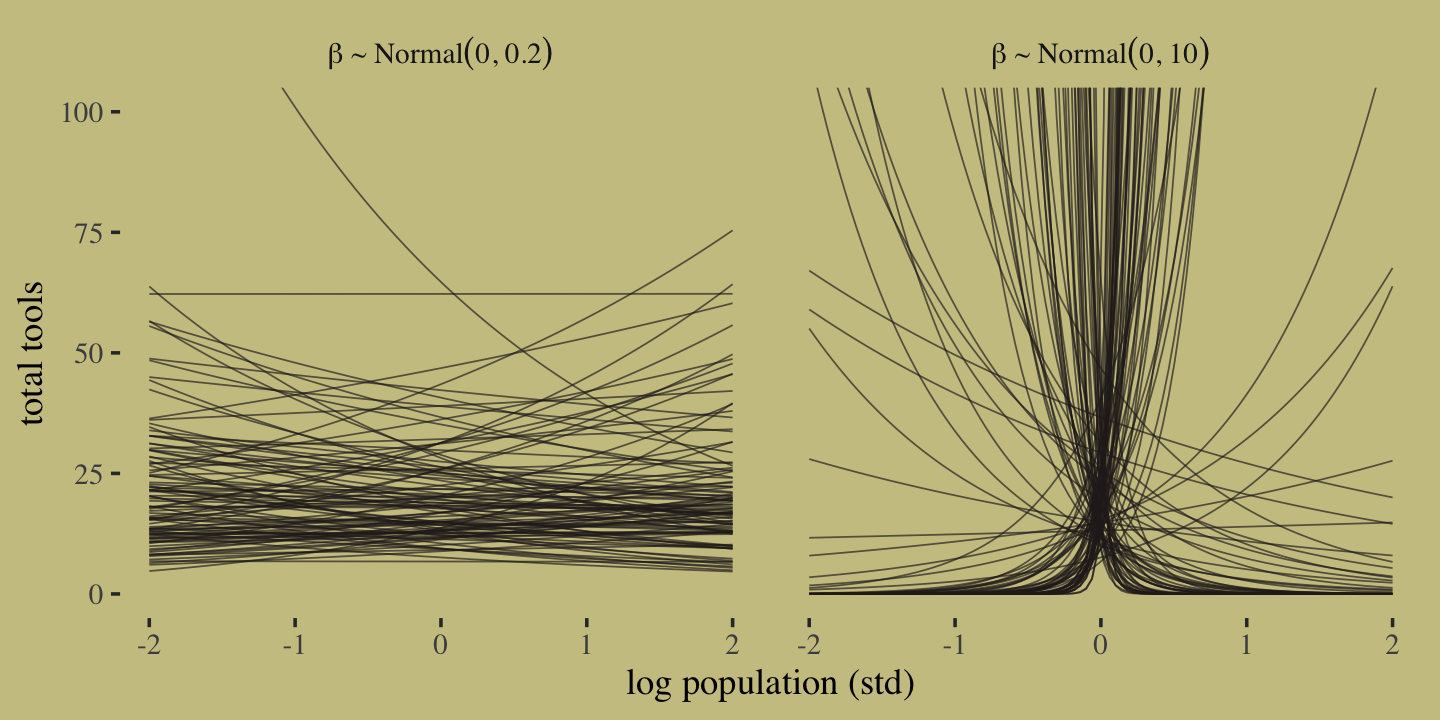 β ~ Normal(0, 0.2)
β ~ Normal(0, 10)
100
75
50
25
0
total tools
-2 -1 0 1 2
-2 -1 0 1 2
log population (std)